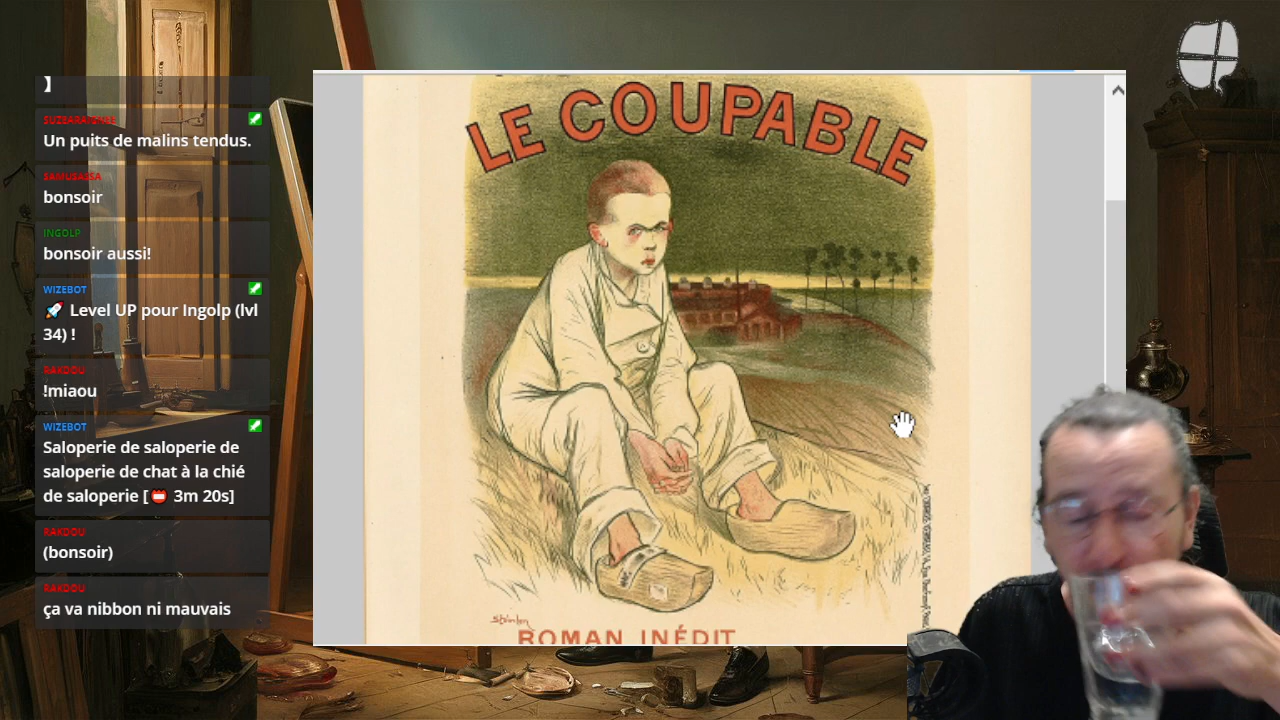 】
SUZEARAIGNEE
Un puits de malins tendus.
SAMUSASSA
bonsoir
INGOLP
bonsoir aussi!
WIZEBOT
🚀 Level UP pour Ingolp (lvl
34) !
RAKDOU
!miaou
WIZEBOT
Saloperie de saloperie de
saloperie de chat à la chié
de saloperie [📛 3m 20s]
RAKDOU
(bonsoir)
RAKDOU
ça va nibbon ni mauvais
LE COUPABLE
Steinlen
ROMAN INÉDIT